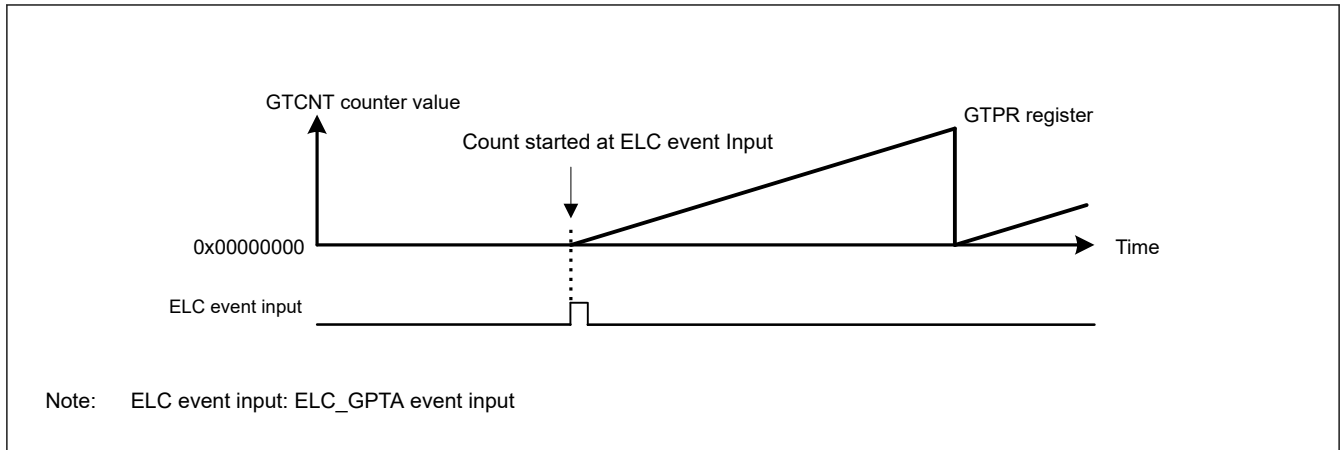 GTCNT counter value
GTPR register
Count started at ELC event Input
0x00000000
Time
ELC event input
Note: ELC event input: ELC_GPTA event input